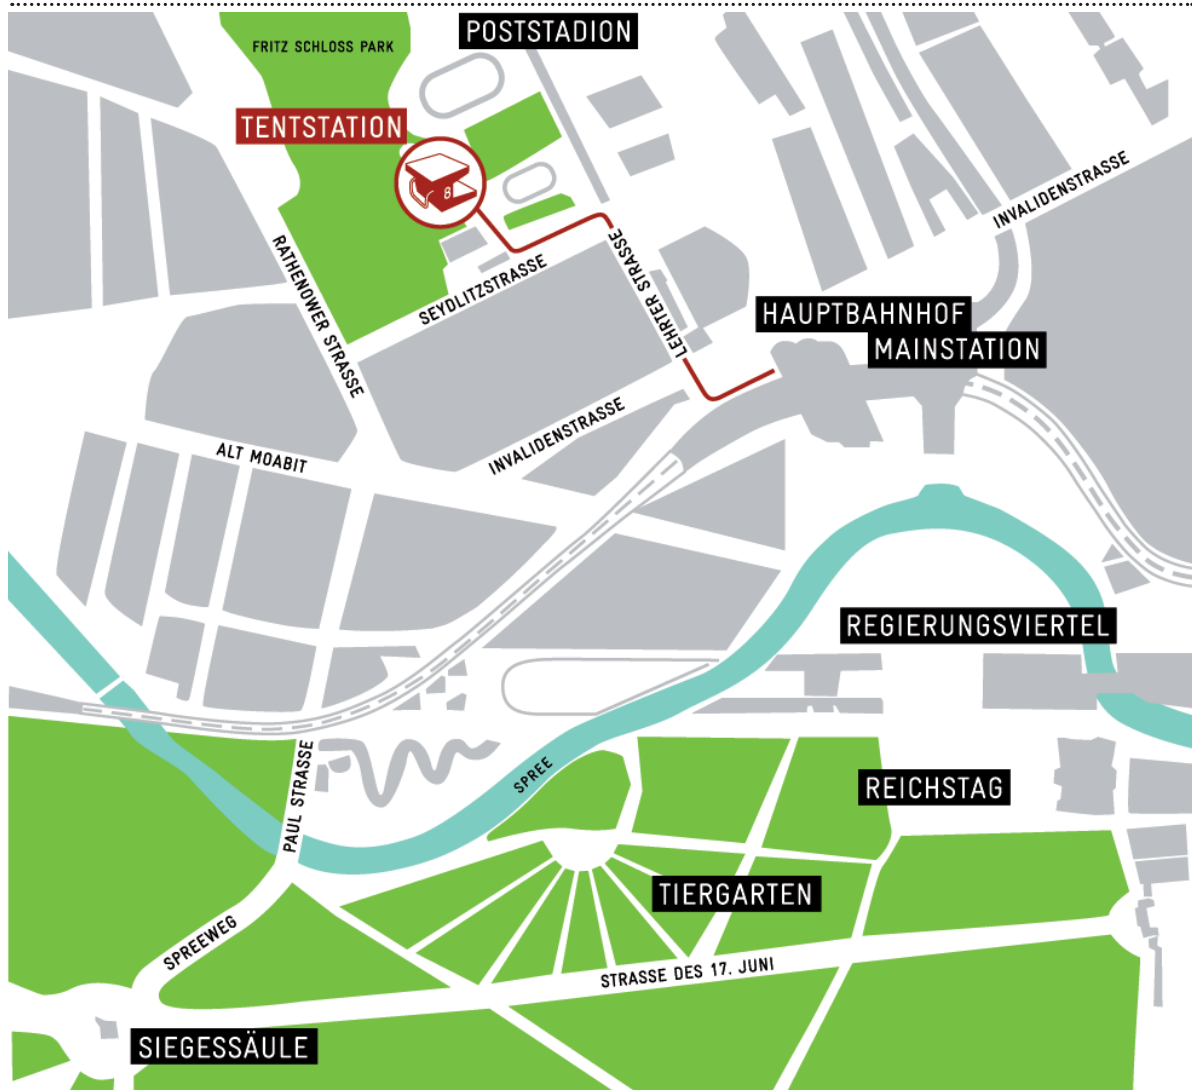 POSTSTADION
FRITZ SCHLOSS PARK
TENTSTATION
8
INVALIDENSTRASSE
RATHENOWER STRASSE
SEYDLITZSTRASSE
LEHRTER STRASSE
HAUPTBAHNHOF
MAINSTATION
INVALIDENSTRASSE
ALT MOABIT
REGIERUNGSVIERTEL
SPREE
PAUL STRASSE
REICHSTAG
TIERGARTEN
SPREEWEG
STRASSE DES 17. JUNI
SIEGESSÄULE